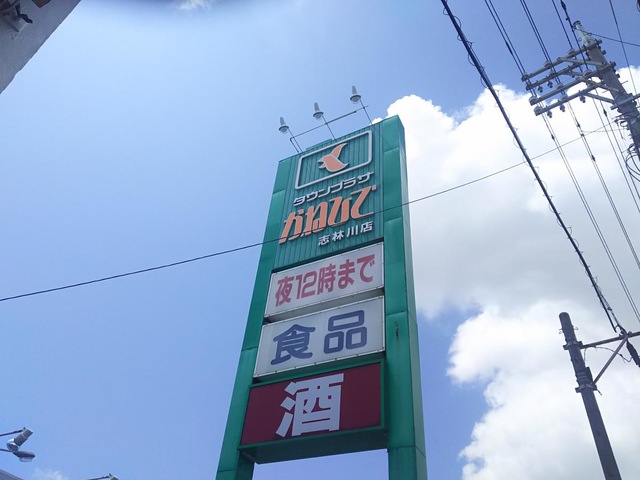 タウンプラザ
かねひで
志林川店
夜12時まで
食品
酒